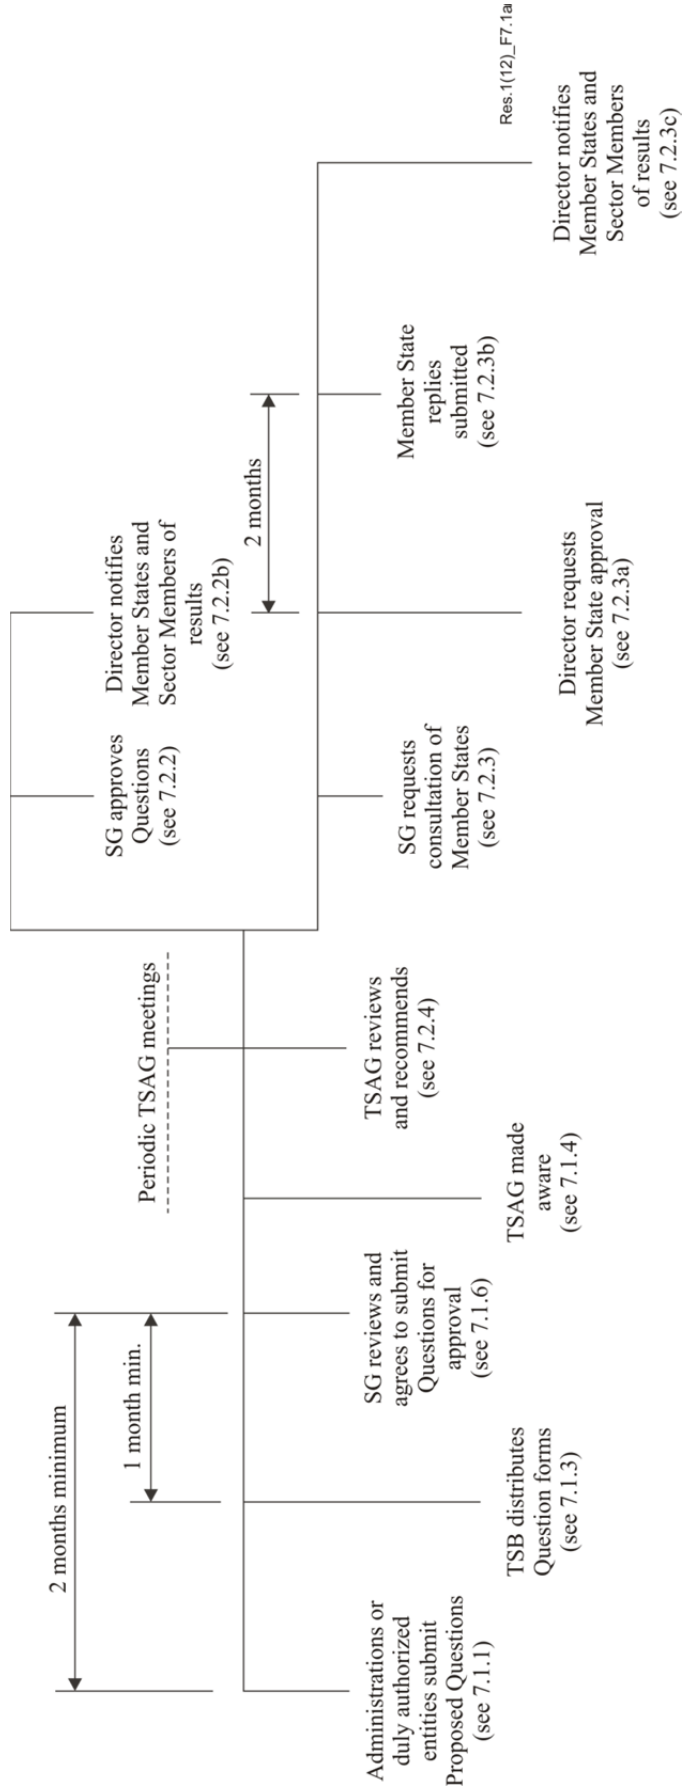 2 months minimum
1 month min.
Periodic TSAG meetings
Administrations or
duly authorized
entities submit
Proposed Questions
(see 7.1.1)
TSB distributes
Question forms
(see 7.1.3)
SG reviews and
agrees to submit
Questions for
approval
(see 7.1.6)
TSAG made
aware
(see 7.1.4)
TSAG reviews
and recommends
(see 7.2.4)
SG approves
Questions
(see 7.2.2)
Director notifies
Member States and
Sector Members of
results
(see 7.2.2b)
2 months
SG requests
consultation of
Member States
(see 7.2.3)
Director requests
Member State approval
(see 7.2.3a)
Member State
replies
submitted
(see 7.2.3b)
Director notifies
Member States and
Sector Members
of results
(see 7.2.3c)
Res.1(12)_F7.1a